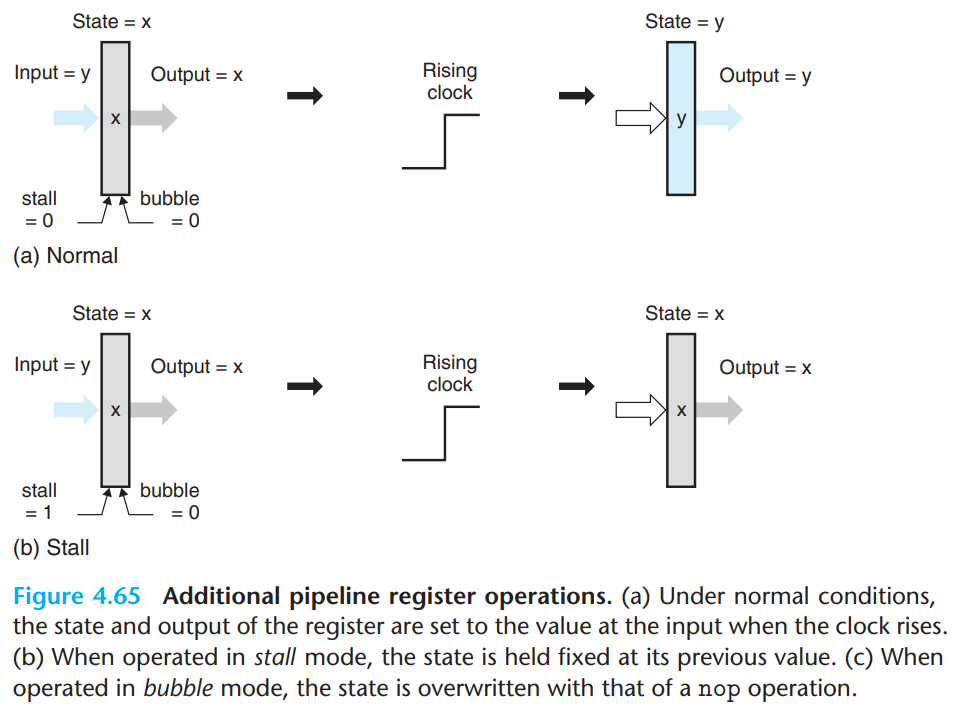 State = x
State = y
Input = y
Output = x
Rising
clock
Output = y
x
y
stall
= 0
bubble
= 0
(a) Normal
State = x
State = x
Input = y
Output = x
Rising
clock
Output = x
x
x
stall
= 1
bubble
= 0
(b) Stall
Figure 4.65 Additional pipeline register operations. (a) Under normal conditions,
the state and output of the register are set to the value at the input when the clock rises.
(b) When operated in stall mode, the state is held fixed at its previous value. (c) When
operated in bubble mode, the state is overwritten with that of a nop operation.